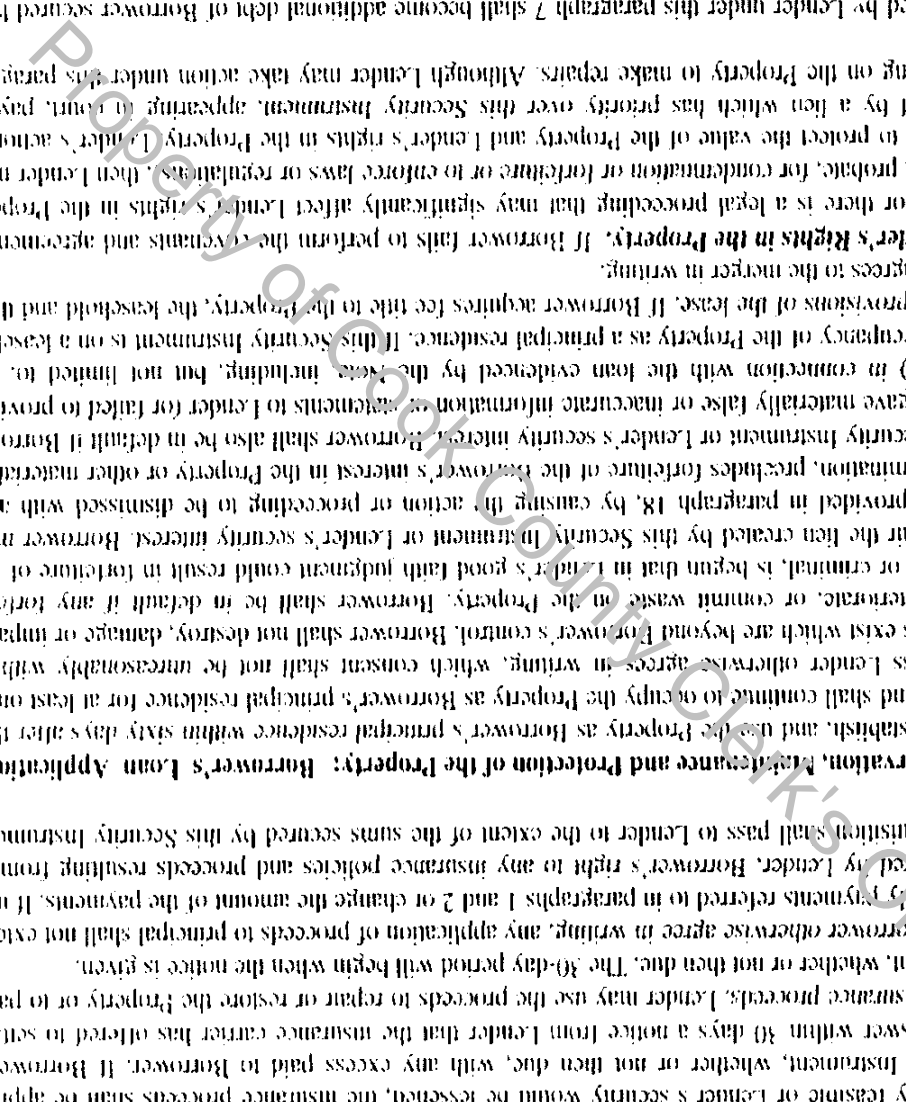 y feasible or Lender's security would be lessened, the insurance proceeds shall be appli
Instrument, whether or not then due, with any excess paid to Borrower. If Borrowe
swer within 30 days a notice from Lender that the insurance carrier has offered to sett
surance proceeds. Lender may use the proceeds to repair or restore the Property or to pa
nt, whether or not then due. The 30-day period will begin when the notice is given.
orrower otherwise agree in writing, any application of proceeds to principal shall not exte
ly payments referred to in paragraphs 1 and 2 or change the amount of the payments. If u
red by Lender, Borrower's right to any insurance policies and proceeds resulting from
uisition shall pass to Lender to the extent of the sums secured by this Security Instrume
ervation, Maintenance and Protection of the Property; Borrower's Loan Applicatio
stablish, and use the Property as Borrower's principal residence within sixty days after t
and shall continue to occupy the Property as Borrower's principal residence for at least on
ss Lender otherwise agrees in writing, which consent shall not be unreasonably with
s exist which are beyond Borrower's control. Borrower shall not destroy, damage or impa
teriorate, or commit waste on the Property. Borrower shall be in default if any forfe
or criminal, is begun that in Lender's good faith judgment could result in forfeiture of
air the lien created by this Security Instrument or Lender's security interest. Borrower m
provided in paragraph 18, by causing the action or proceeding to be dismissed with a
mination, precludes forfeiture of the Borrower's interest in the Property or other material
ecurity Instrument or Lender's security interest. Borrower shall also be in default if Borro
gave materially false or inaccurate information or statements to Lender (or failed to provi
) in connection with the loan evidenced by the Note, including, but not limited to,
ccupancy of the Property as a principal residence. If this Security Instrument is on a leaseh
provisions of the lease. If Borrower acquires fee title to the Property, the leasehold and th
grees to the merger in writing.
der's Rights in the Property. If Borrower fails to perform the covenants and agreemen
or there is a legal proceeding that may significantly affect Lender's rights in the Prope
, probate, for condemnation or forfeiture or to enforce laws or regulations), then Lender m
to protect the value of the Property and Lender's rights in the Property. Lender's action
d by a lien which has priority over this Security Instrument, appearing in court, pay
ing on the Property to make repairs. Although Lender may take action under this parag
ed by Lender under this paragraph 7 shall become additional debt of Borrower secured b
Property of Cook County Clerk's O